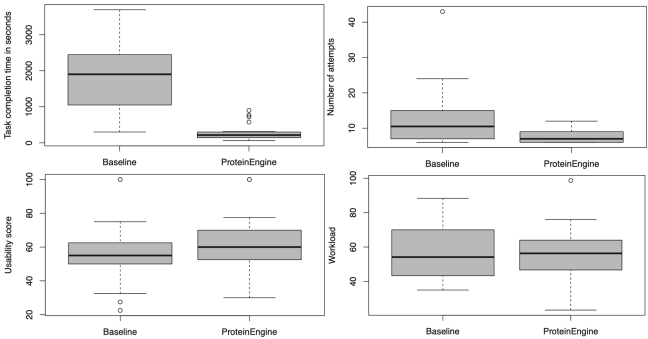 Task completion time in seconds
3000
2000
1000
0
Baseline
ProteinEngine
Number of attempts
40
30
20
10
Baseline
ProteinEngine
Usability score
100
80
60
40
20
Baseline
ProteinEngine
Workload
100
80
60
40
20
Baseline
ProteinEngine